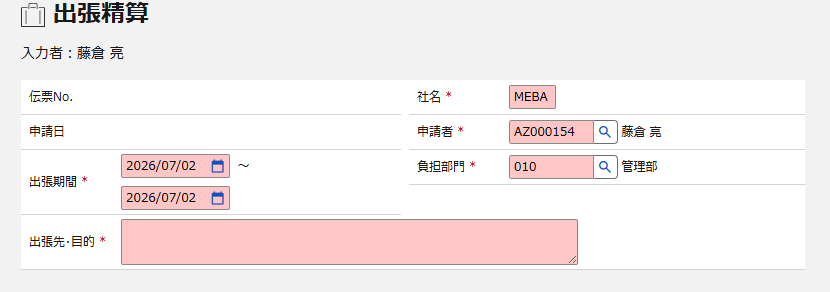 出張精算
入力者：藤倉 亮
伝票No.
社名 * MEBA
申請日
申請者 * AZ000154 藤倉 亮
出張期間 * 2026/07/02 ～
2026/07/02
負担部門 * 010 管理部
出張先・目的 *